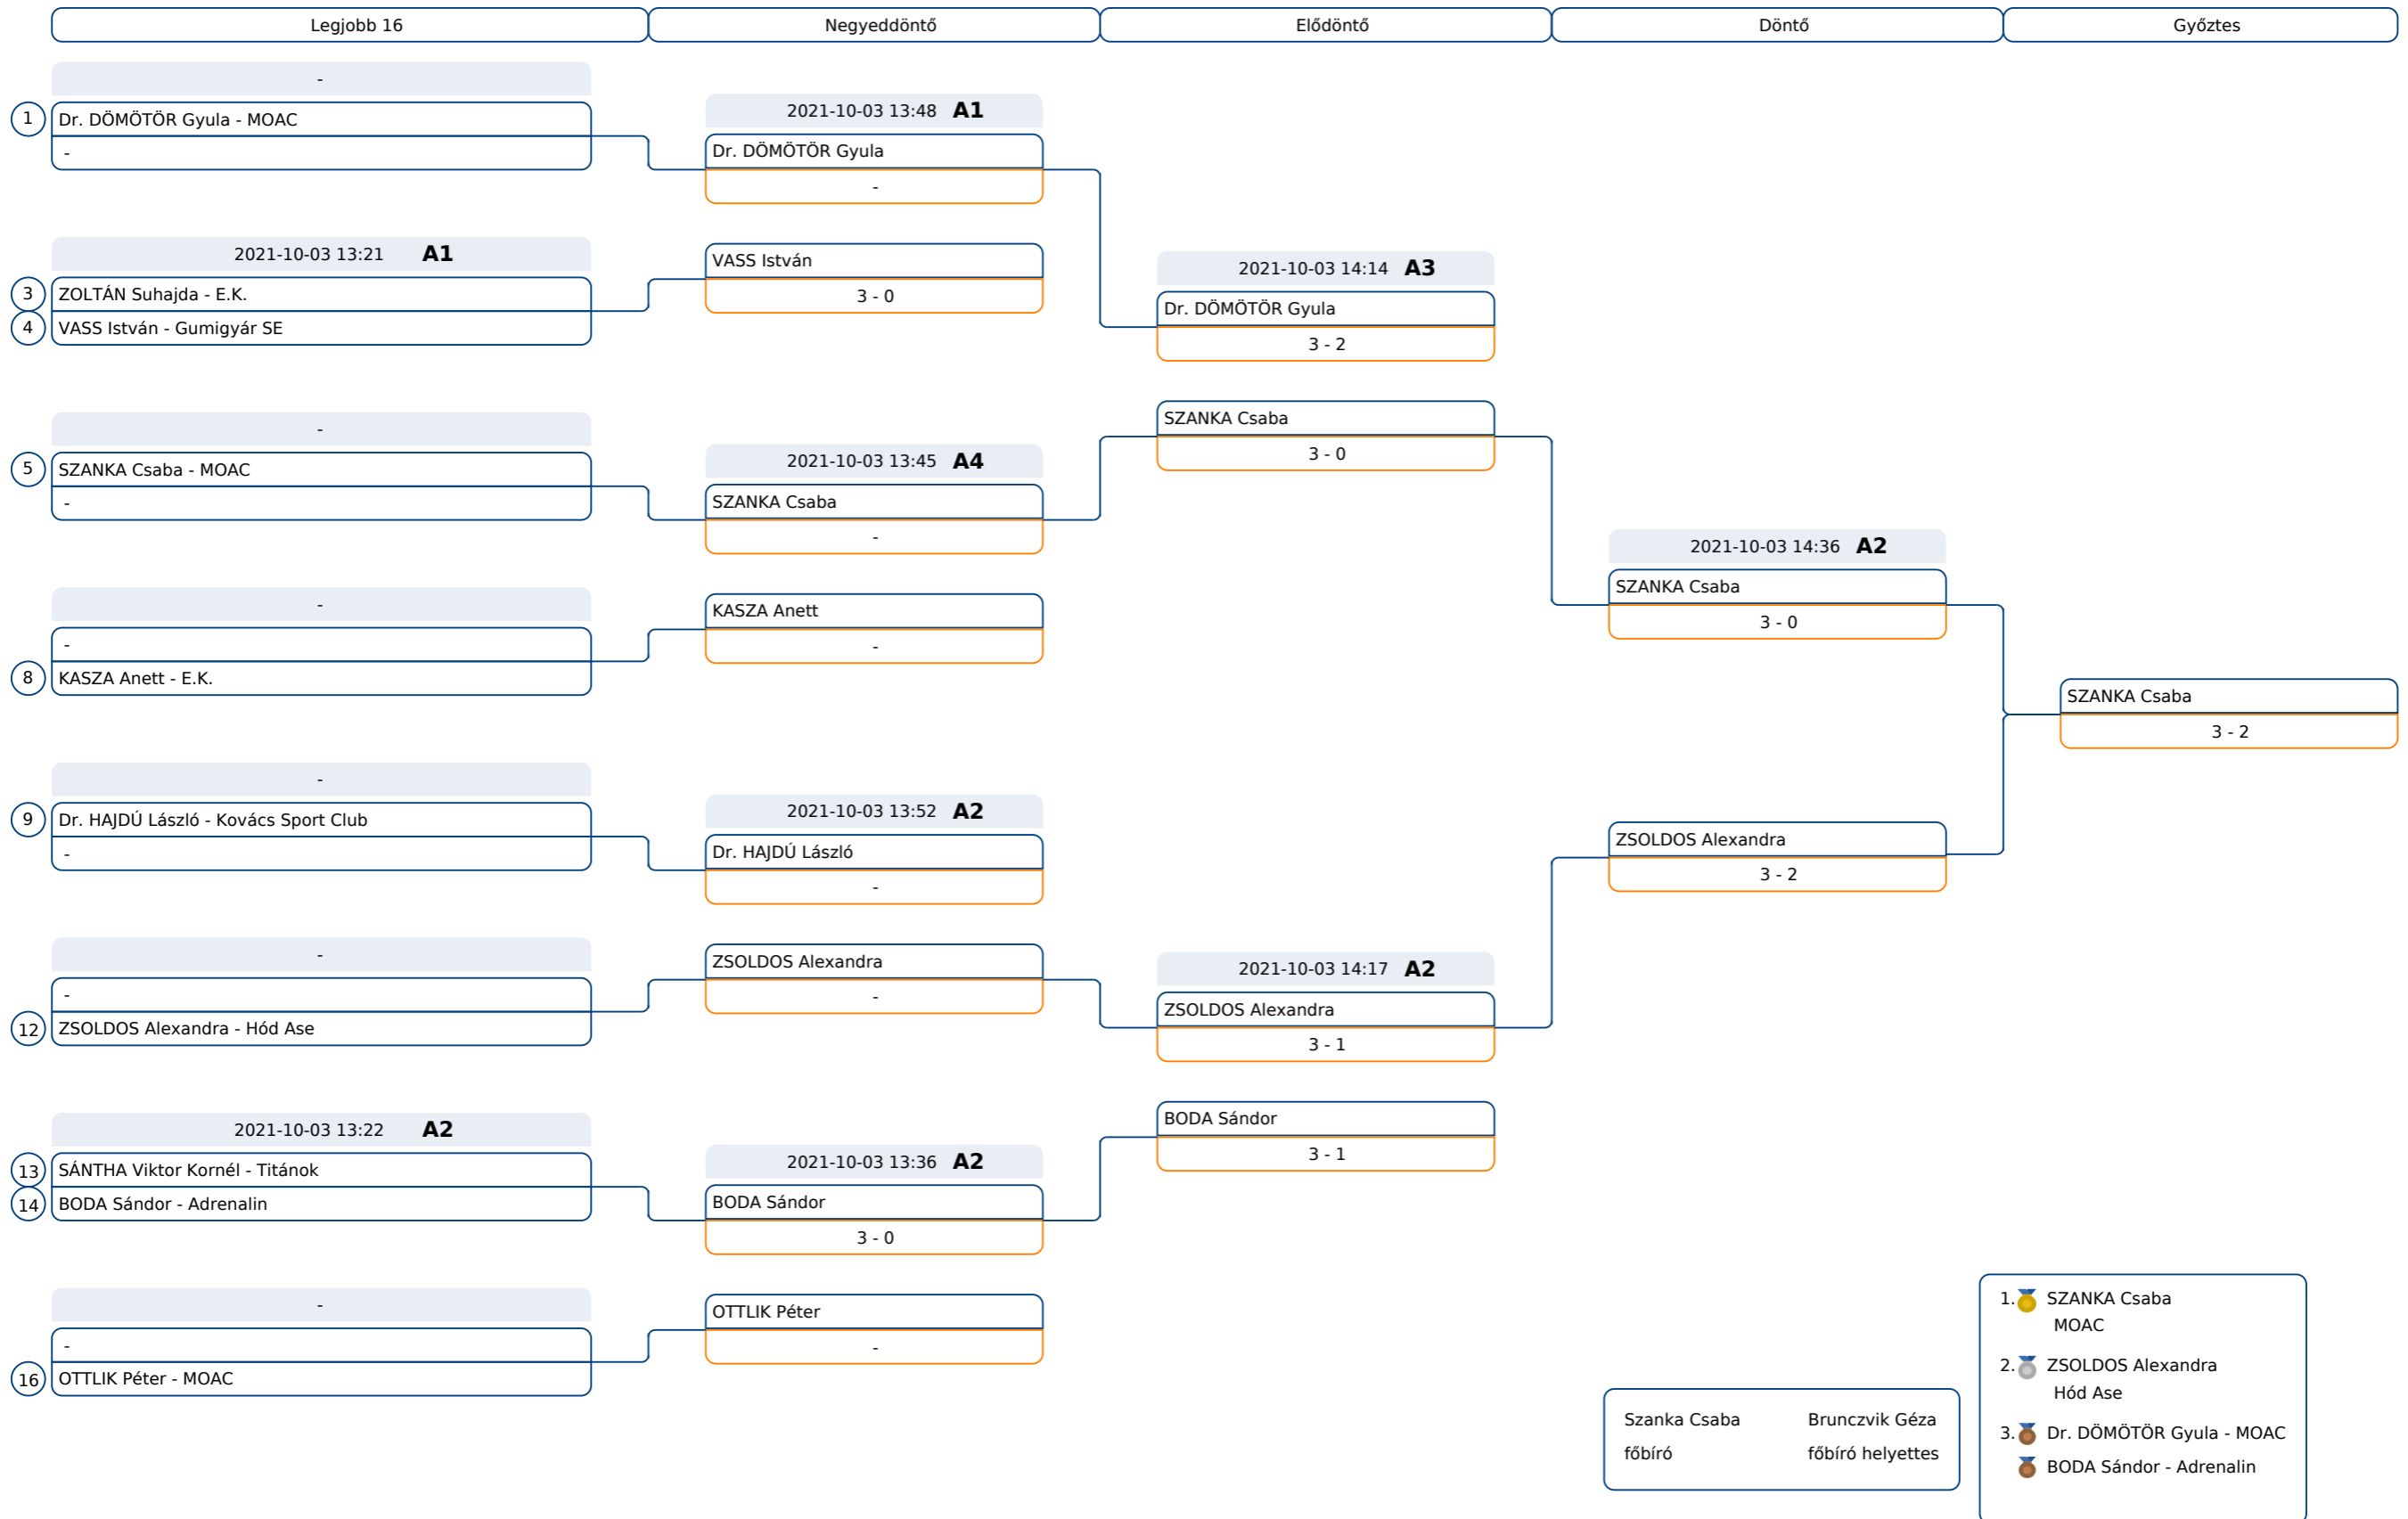 Legjobb 16
Negyeddöntő
Elődöntő
Döntő
Győztes
-
1
Dr. DÖMÖTÖR Gyula - MOAC
-
2021-10-03 13:21 A1
3
ZOLTÁN Suhajda - E.K.
4
VASS István - Gumigyár SE
-
5
SZANKA Csaba - MOAC
-
-
-
8
KASZA Anett - E.K.
-
9
Dr. HAJDÚ László - Kovács Sport Club
-
-
-
12
ZSOLDOS Alexandra - Hód Ase
2021-10-03 13:22 A2
13
SÁNTHA Viktor Kornél - Titánok
14
BODA Sándor - Adrenalin
-
-
16
OTTLIK Péter - MOAC
2021-10-03 13:48 A1
Dr. DÖMÖTÖR Gyula
-
VASS István
3 - 0
2021-10-03 13:45 A4
SZANKA Csaba
-
KASZA Anett
-
2021-10-03 13:52 A2
Dr. HAJDÚ László
-
ZSOLDOS Alexandra
-
2021-10-03 13:36 A2
BODA Sándor
3 - 0
OTTLIK Péter
-
2021-10-03 14:14 A3
Dr. DÖMÖTÖR Gyula
3 - 2
SZANKA Csaba
3 - 0
2021-10-03 14:17 A2
ZSOLDOS Alexandra
3 - 1
BODA Sándor
3 - 1
2021-10-03 14:36 A2
SZANKA Csaba
3 - 0
ZSOLDOS Alexandra
3 - 2
SZANKA Csaba
3 - 2
Szanka Csaba
főbíró
Brunczvik Géza
főbíró helyettes
1. SZANKA Csaba
MOAC
2. ZSOLDOS Alexandra
Hód Ase
3. Dr. DÖMÖTÖR Gyula - MOAC
BODA Sándor - Adrenalin